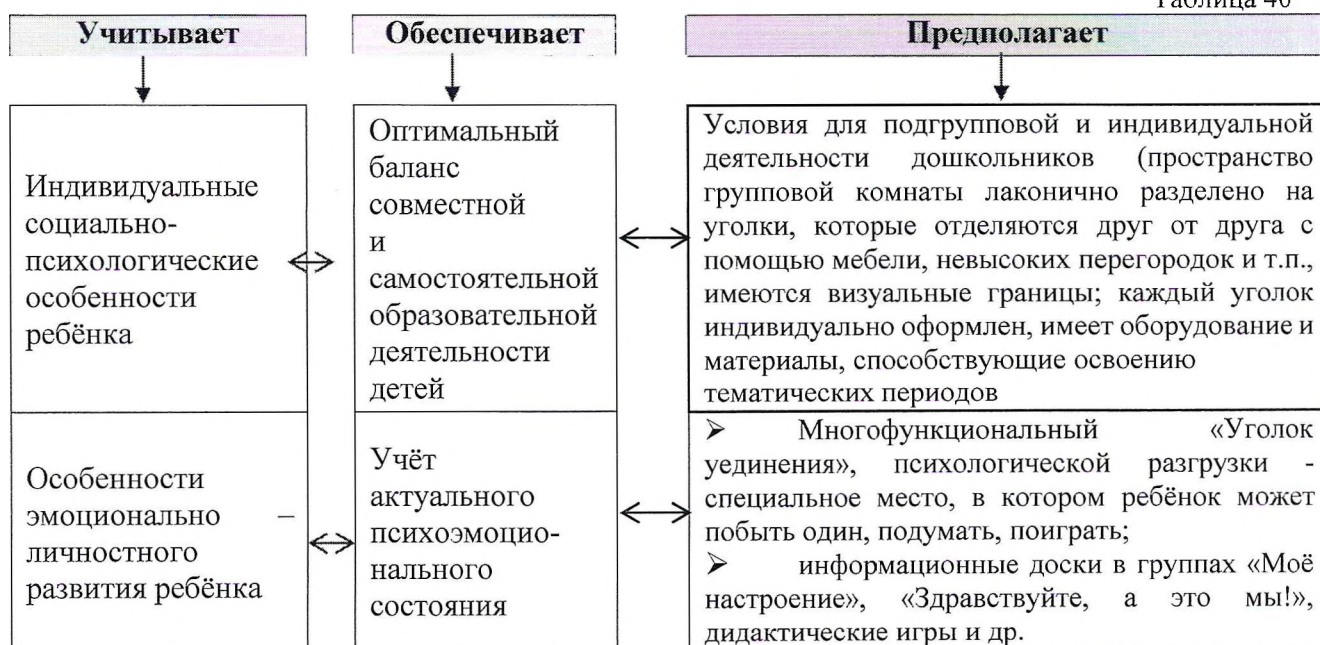 Таблица 40
Учитывает
Обеспечивает
Предполагает
Индивидуальные
социально-
психологические
особенности
ребёнка
Оптимальный
баланс
совместной
и
самостоятельной
образовательной
деятельности
детей
Условия для подгрупповой и индивидуальной
деятельности дошкольников (пространство
групповой комнаты лаконично разделено на
уголки, которые отделяются друг от друга с
помощью мебели, невысоких перегородок и т.п.,
имеются визуальные границы; каждый уголок
индивидуально оформлен, имеет оборудование и
материалы, способствующие освоению
тематических периодов
Особенности
эмоционально –
личностного
развития ребёнка
Учёт
актуального
психоэмоцио-
нального
состояния
➢ Многофункциональный «Уголок
уединения», психологической разгрузки -
специальное место, в котором ребёнок может
побыть один, подумать, поиграть;
➢ информационные доски в группах «Моё
настроение», «Здравствуйте, а это мы!»,
дидактические игры и др.